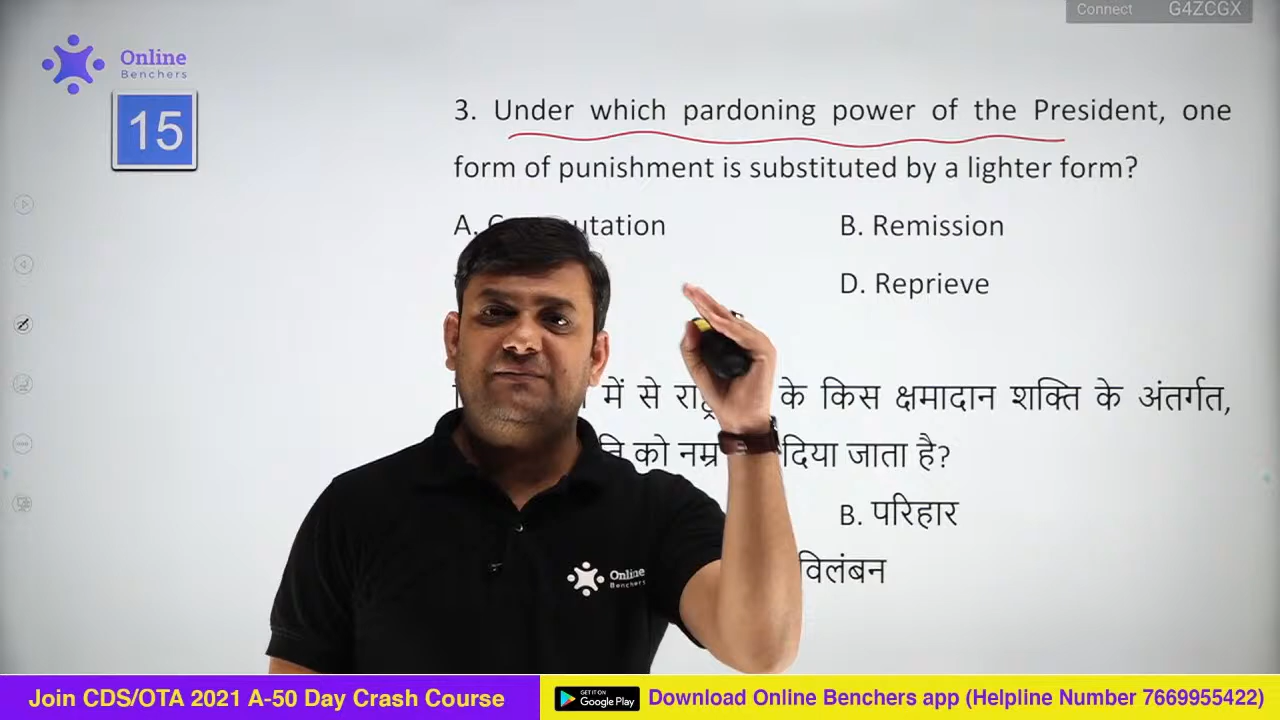 Connect G4ZCGX
Online
Benchers
15
3. Under which pardoning power of the President, one
form of punishment is substituted by a lighter form?
A. B. Remission
D. Reprieve
में से के किस क्षमादान शक्ति के अंतर्गत,
को नम्र दिया जाता है?
B. परिहार
विलंबन
Online
Benchers
Join CDS/OTA 2021 A-50 Day Crash Course
GET IT ON
Google Play
Download Online Benchers app (Helpline Number 7669955422)